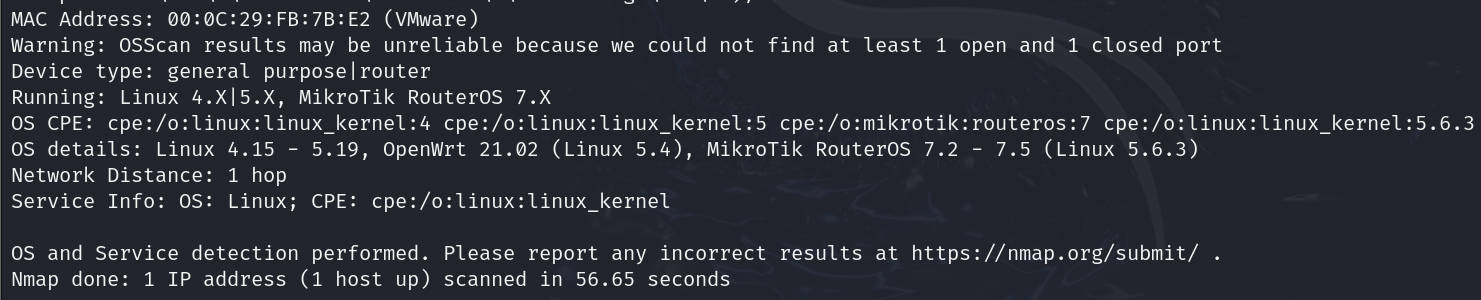 MAC Address: 00:0C:29:FB:7B:E2 (VMware)
Warning: OSScan results may be unreliable because we could not find at least 1 open and 1 closed port
Device type: general purpose|router
Running: Linux 4.X|5.X, MikroTik RouterOS 7.X
OS CPE: cpe:/o:linux:linux_kernel:4 cpe:/o:linux:linux_kernel:5 cpe:/o:mikrotik:routeros:7 cpe:/o:linux:linux_kernel:5.6.3
OS details: Linux 4.15 - 5.19, OpenWrt 21.02 (Linux 5.4), MikroTik RouterOS 7.2 - 7.5 (Linux 5.6.3)
Network Distance: 1 hop
Service Info: OS: Linux; CPE: cpe:/o:linux:linux_kernel
OS and Service detection performed. Please report any incorrect results at https://nmap.org/submit/ .
Nmap done: 1 IP address (1 host up) scanned in 56.65 seconds